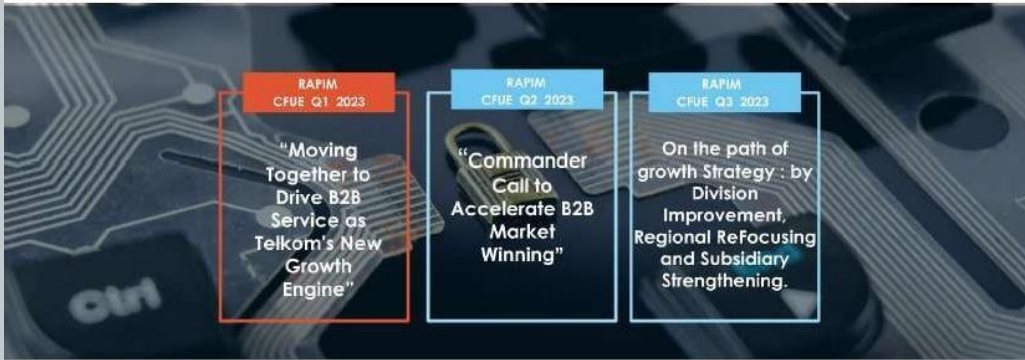 RAPIM
CFUE Q1 2023
“Moving
Together to
Drive B2B
Service as
Telkom's New
Growth
Engine”
RAPIM
CFUE Q2 2023
“Commander
Call to
Accelerate B2B
Market
Winning”
RAPIM
CFUE Q3 2023
On the path of
growth Strategy : by
Division
Improvement,
Regional ReFocusing
and Subsidiary
Strengthening.
Ctrl